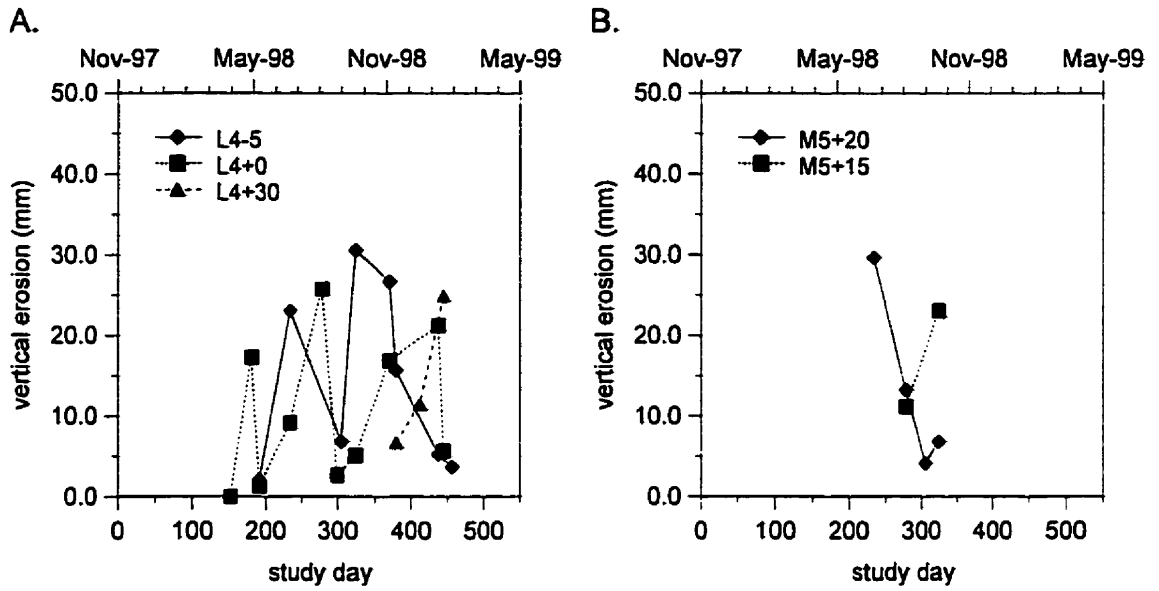 A.
Nov-97 May-98 Nov-98 May-99
50.0
40.0
30.0
20.0
10.0
0.0
vertical erosion (mm)
L4-5
L4+0
L4+30
0 100 200 300 400 500
study day
B.
Nov-97 May-98 Nov-98 May-99
50.0
40.0
30.0
20.0
10.0
0.0
vertical erosion (mm)
M5+20
M5+15
0 100 200 300 400 500
study day